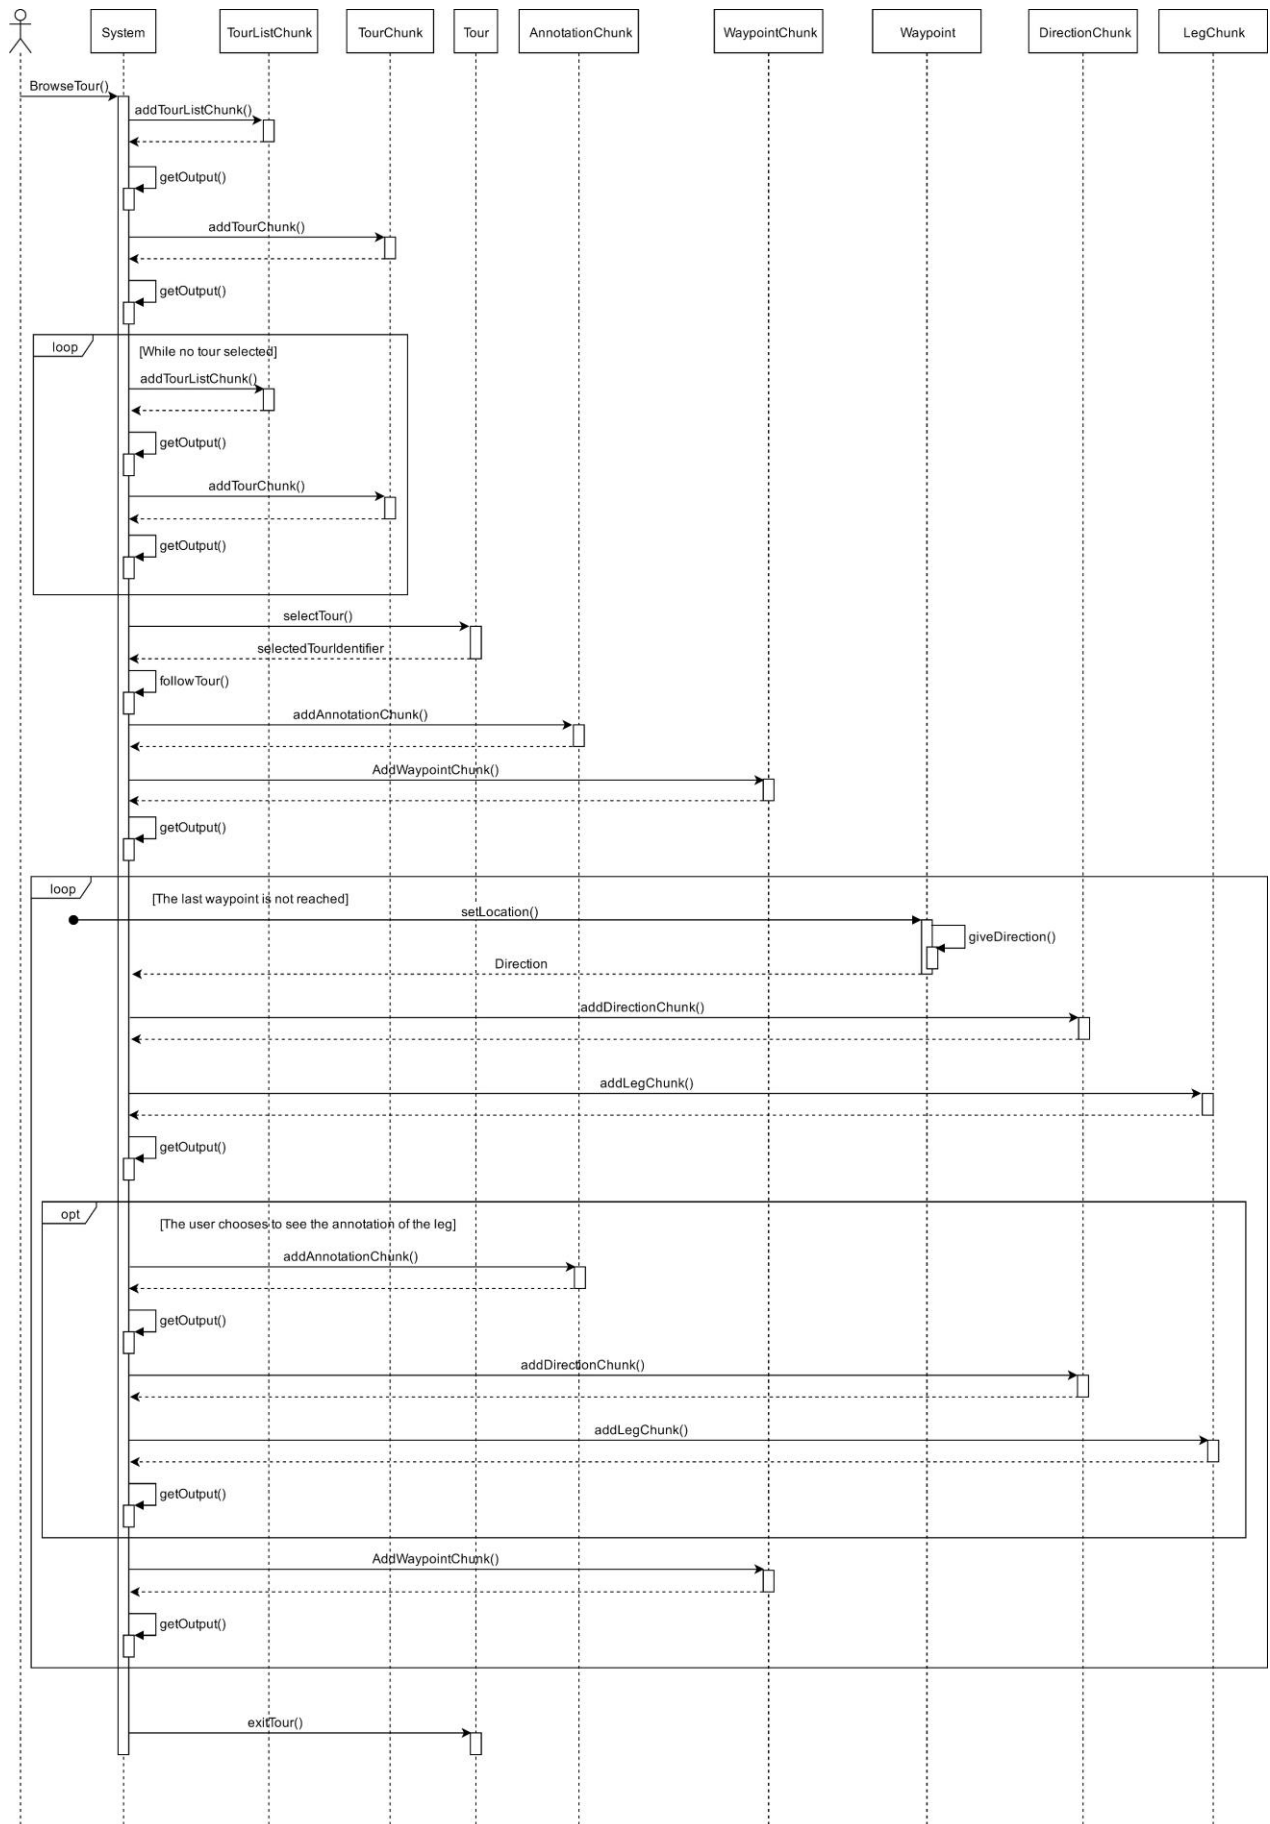 System
TourListChunk
TourChunk
Tour
AnnotationChunk
WaypointChunk
Waypoint
DirectionChunk
LegChunk
BrowseTour()
addTourListChunk()
getOutput()
addTourChunk()
getOutput()
loop
[While no tour selected]
addTourListChunk()
getOutput()
addTourChunk()
getOutput()
selectTour()
selectedTourIdentifier
followTour()
addAnnotationChunk()
AddWaypointChunk()
getOutput()
loop
[The last waypoint is not reached]
setLocation()
giveDirection()
Direction
addDirectionChunk()
addLegChunk()
getOutput()
opt
[The user chooses to see the annotation of the leg]
addAnnotationChunk()
getOutput()
addDirectionChunk()
addLegChunk()
getOutput()
AddWaypointChunk()
getOutput()
exitTour()